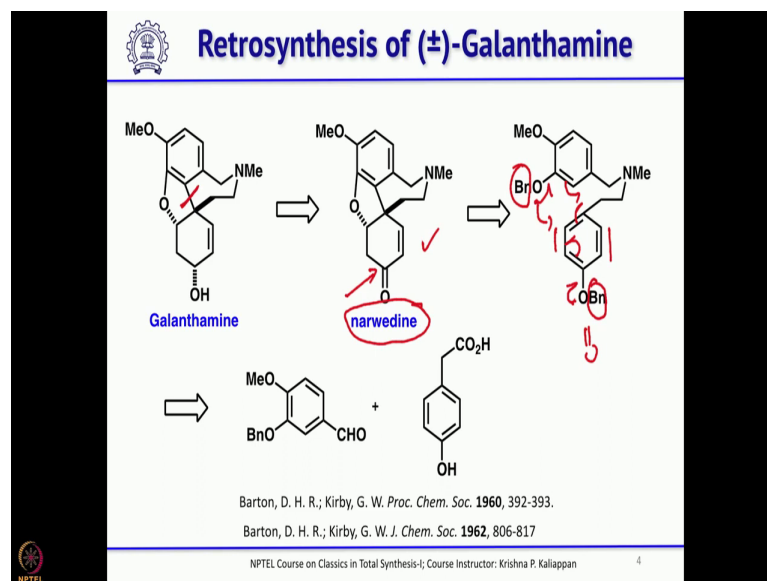 Retrosynthesis of (±)-Galanthamine
MeO
NMe
O
OH
Galanthamine
MeO
NMe
O
O
narwedine
MeO
BnO
NMe
OBn
MeO
BnO
CHO
+
CO₂H
OH
Barton, D. H. R.; Kirby, G. W. Proc. Chem. Soc. 1960, 392-393.
Barton, D. H. R.; Kirby, G. W. J. Chem. Soc. 1962, 806-817
NPTEL Course on Classics in Total Synthesis-I; Course Instructor: Krishna P. Kaliappan
4
NPTEL